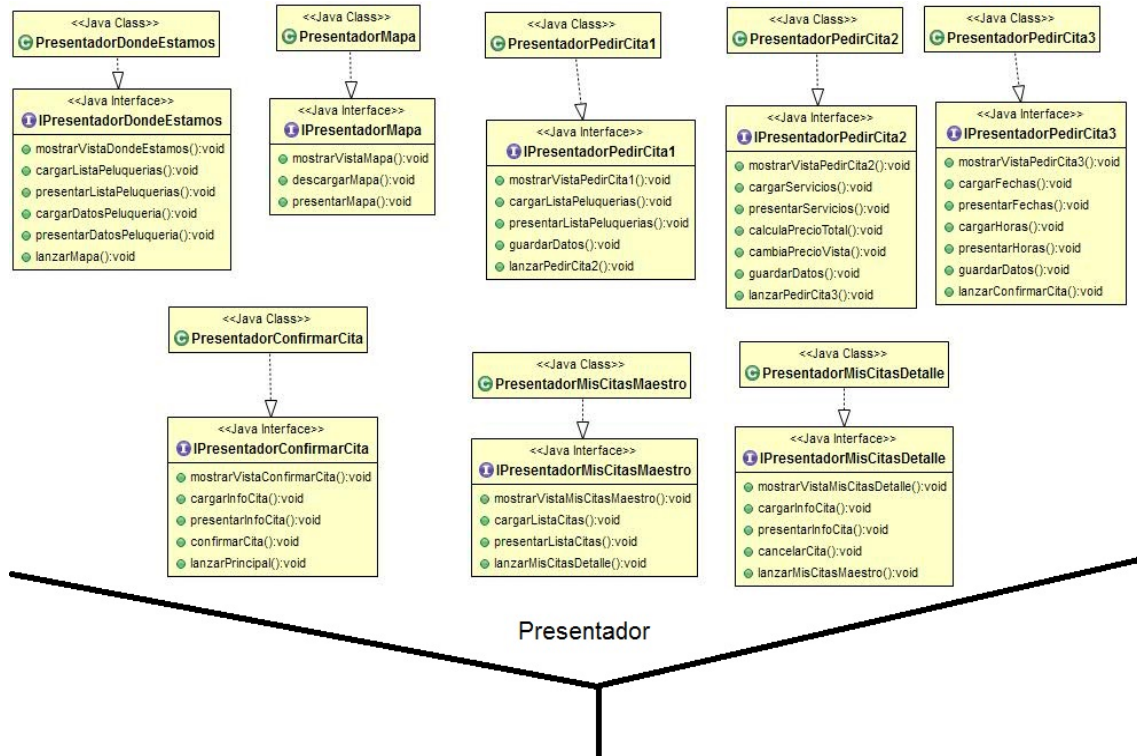 <<Java Class>>
PresentadorDondeEstamos
<<Java Interface>>
IPresentadorDondeEstamos
mostrarVistaDondeEstamos():void
cargarListaPeluquerias():void
presentarListaPeluquerias():void
cargarDatosPeluqueria():void
presentarDatosPeluqueria():void
lanzarMapa():void
<<Java Class>>
PresentadorMapa
<<Java Interface>>
IPresentadorMapa
mostrarVistaMapa():void
descargarMapa():void
presentarMapa():void
<<Java Class>>
PresentadorPedirCita1
<<Java Interface>>
IPresentadorPedirCita1
mostrarVistaPedirCita1():void
cargarListaPeluquerias():void
presentarListaPeluquerias():void
guardarDatos():void
lanzarPedirCita2():void
<<Java Class>>
PresentadorPedirCita2
<<Java Interface>>
IPresentadorPedirCita2
mostrarVistaPedirCita2():void
cargarServicios():void
presentarServicios():void
calculaPrecioTotal():void
cambiaPrecioVista():void
guardarDatos():void
lanzarPedirCita3():void
<<Java Class>>
PresentadorPedirCita3
<<Java Interface>>
IPresentadorPedirCita3
mostrarVistaPedirCita3():void
cargarFechas():void
presentarFechas():void
cargarHoras():void
presentarHoras():void
guardarDatos():void
lanzarConfirmarCita():void
<<Java Class>>
PresentadorConfirmarCita
<<Java Interface>>
IPresentadorConfirmarCita
mostrarVistaConfirmarCita():void
cargarInfoCita():void
presentarInfoCita():void
confirmarCita():void
lanzarPrincipal():void
<<Java Class>>
PresentadorMisCitasMaestro
<<Java Interface>>
IPresentadorMisCitasMaestro
mostrarVistaMisCitasMaestro():void
cargarListaCitas():void
presentarListaCitas():void
lanzarMisCitasDetalle():void
<<Java Class>>
PresentadorMisCitasDetalle
<<Java Interface>>
IPresentadorMisCitasDetalle
mostrarVistaMisCitasDetalle():void
cargarInfoCita():void
presentarInfoCita():void
cancelarCita():void
lanzarMisCitasMaestro():void
Presentador